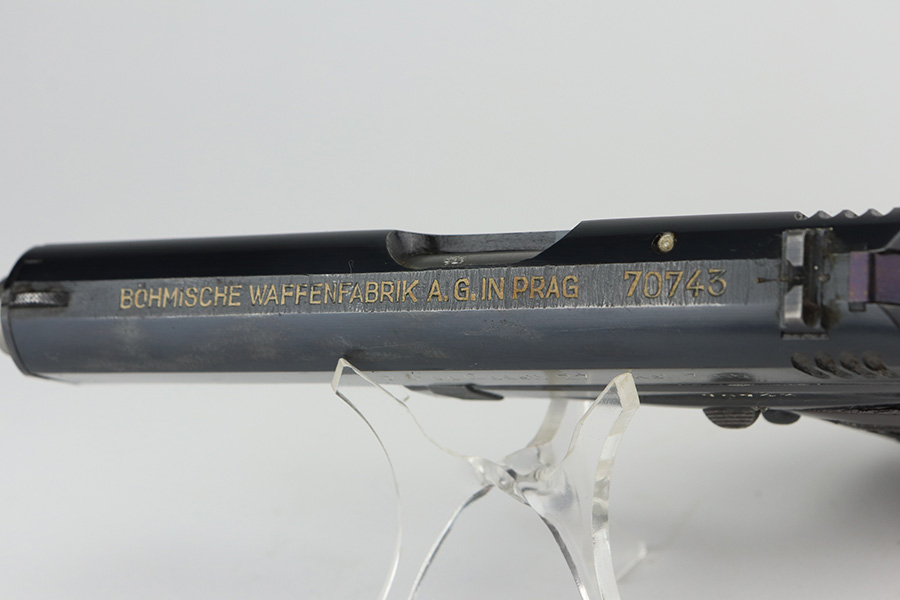 BÖHMISCHE WAFFENFABRIK A.G. IN PRAG 70743